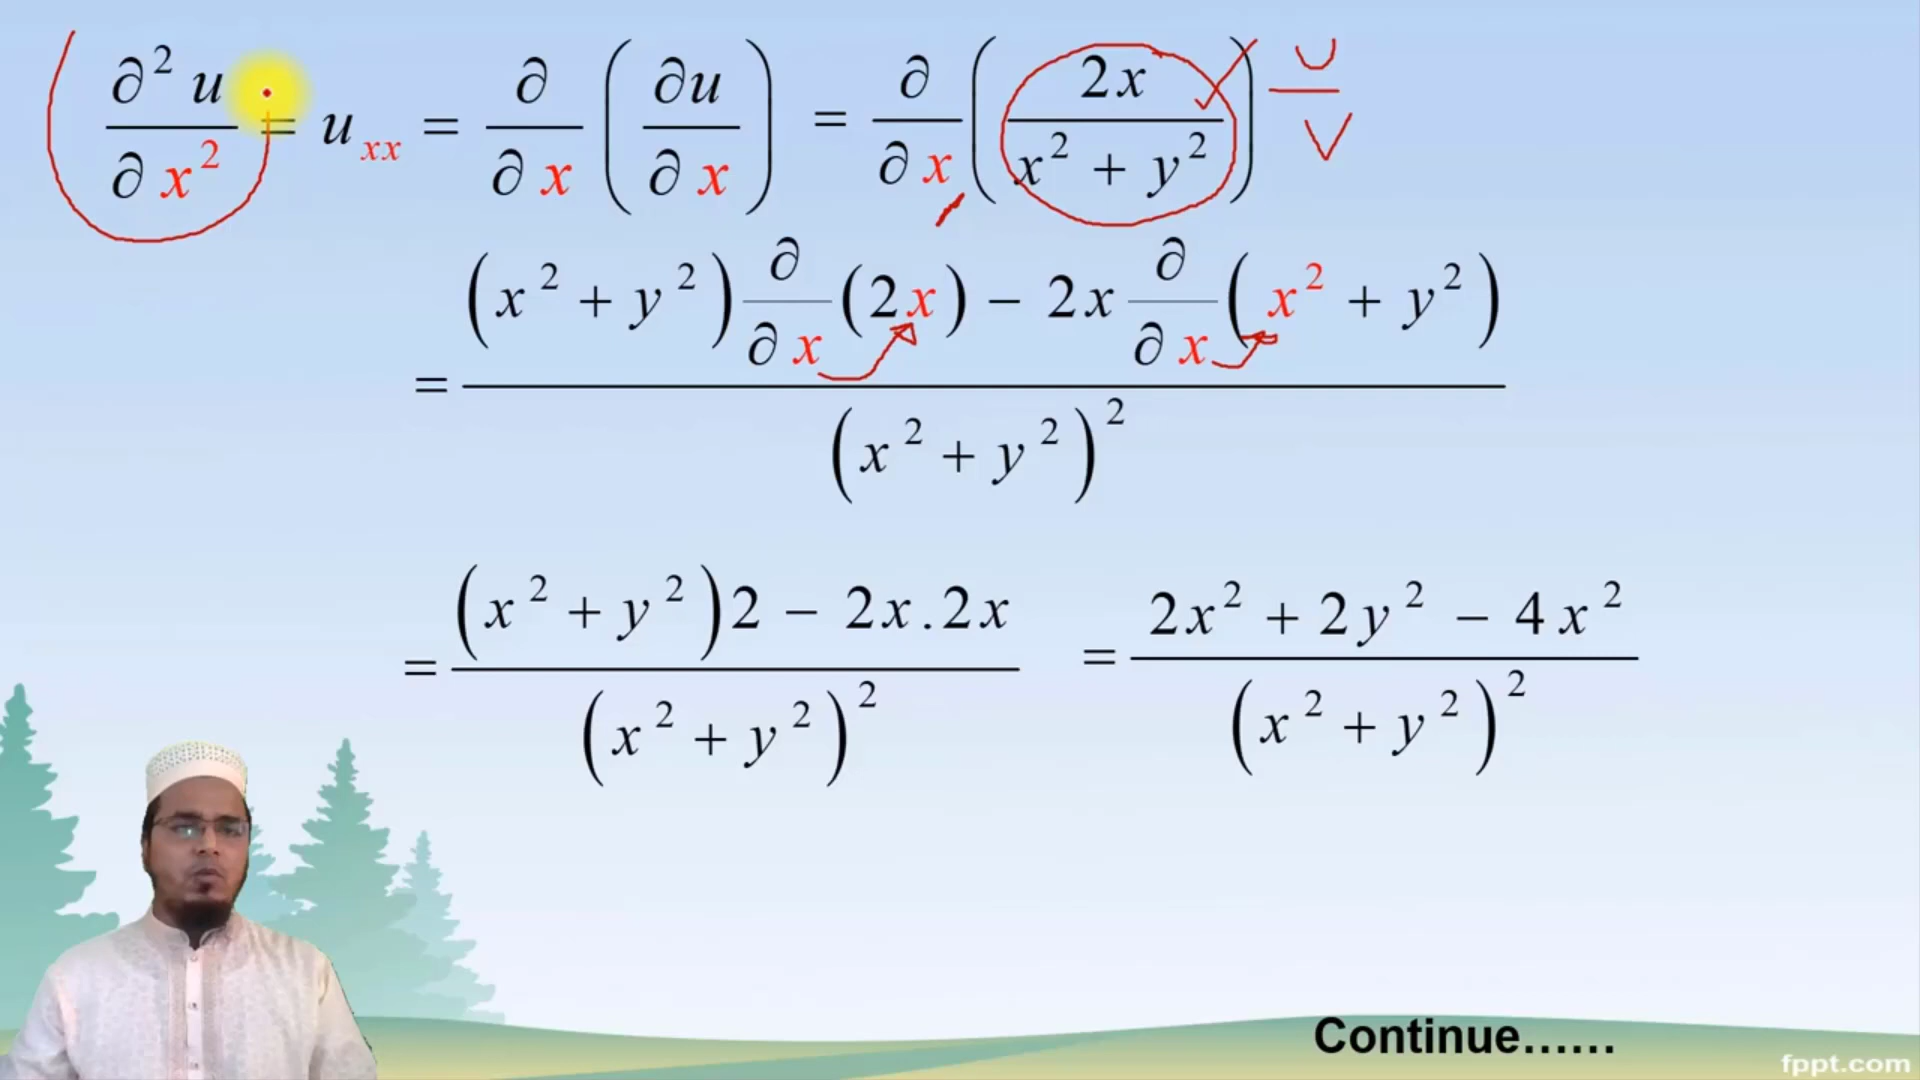 ∂²u/∂x² = u_xx = ∂/∂x (∂u/∂x) = ∂/∂x (2x/(x² + y²)) U/V
= ((x² + y²) ∂/∂x (2x) − 2x ∂/∂x (x² + y²))/(x² + y²)²
= ((x² + y²)2 − 2x.2x)/(x² + y²)² = (2x² + 2y² − 4x²)/(x² + y²)²
Continue......
fppt.com